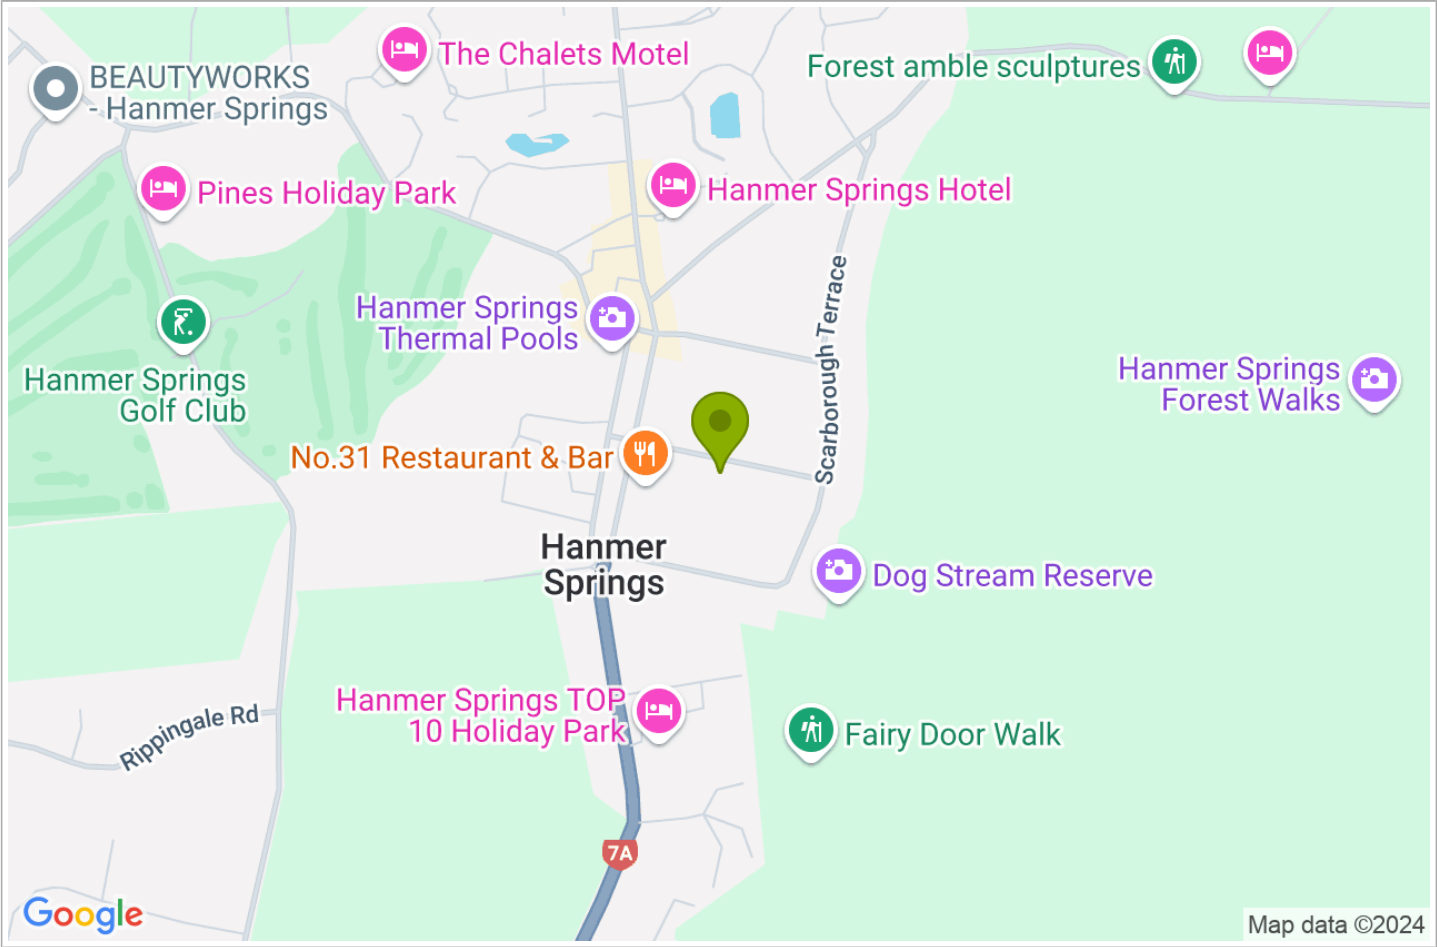 The Chalets Motel
Forest amble sculptures
BEAUTYWORKS
- Hanmer Springs
Pines Holiday Park
Hanmer Springs Hotel
Scarborough Terrace
Hanmer Springs
Thermal Pools
Hanmer Springs
Golf Club
Hanmer Springs
Forest Walks
No.31 Restaurant & Bar
Hanmer
Springs
Dog Stream Reserve
Hanmer Springs TOP
10 Holiday Park
Rippingale Rd
Fairy Door Walk
7A
Google
Map data ©2024